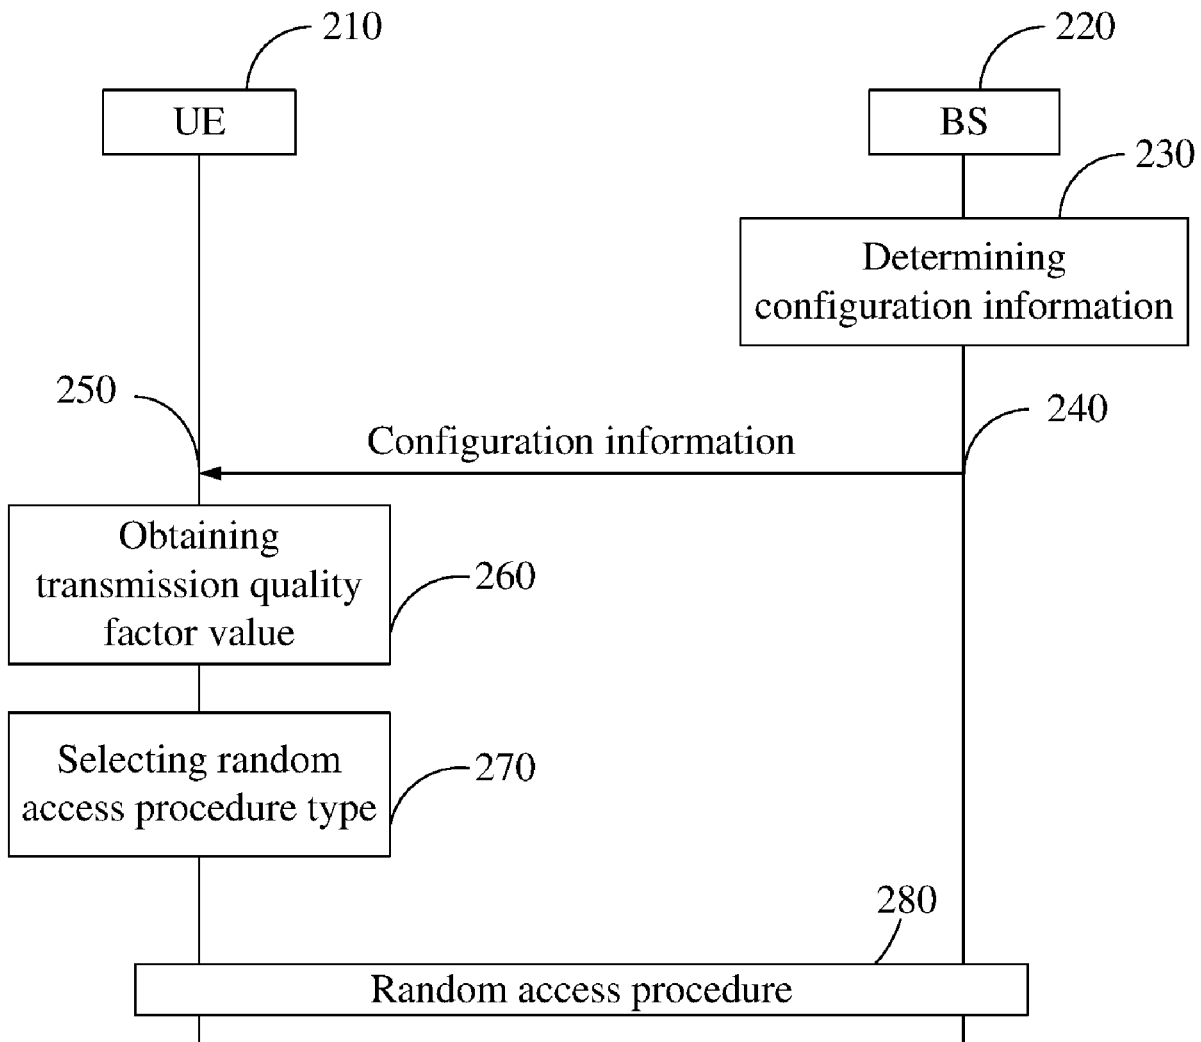 210
220
UE
BS
230
Determining
configuration information
250
240
Configuration information
Obtaining
transmission quality
factor value
260
Selecting random
access procedure type
270
280
Random access procedure